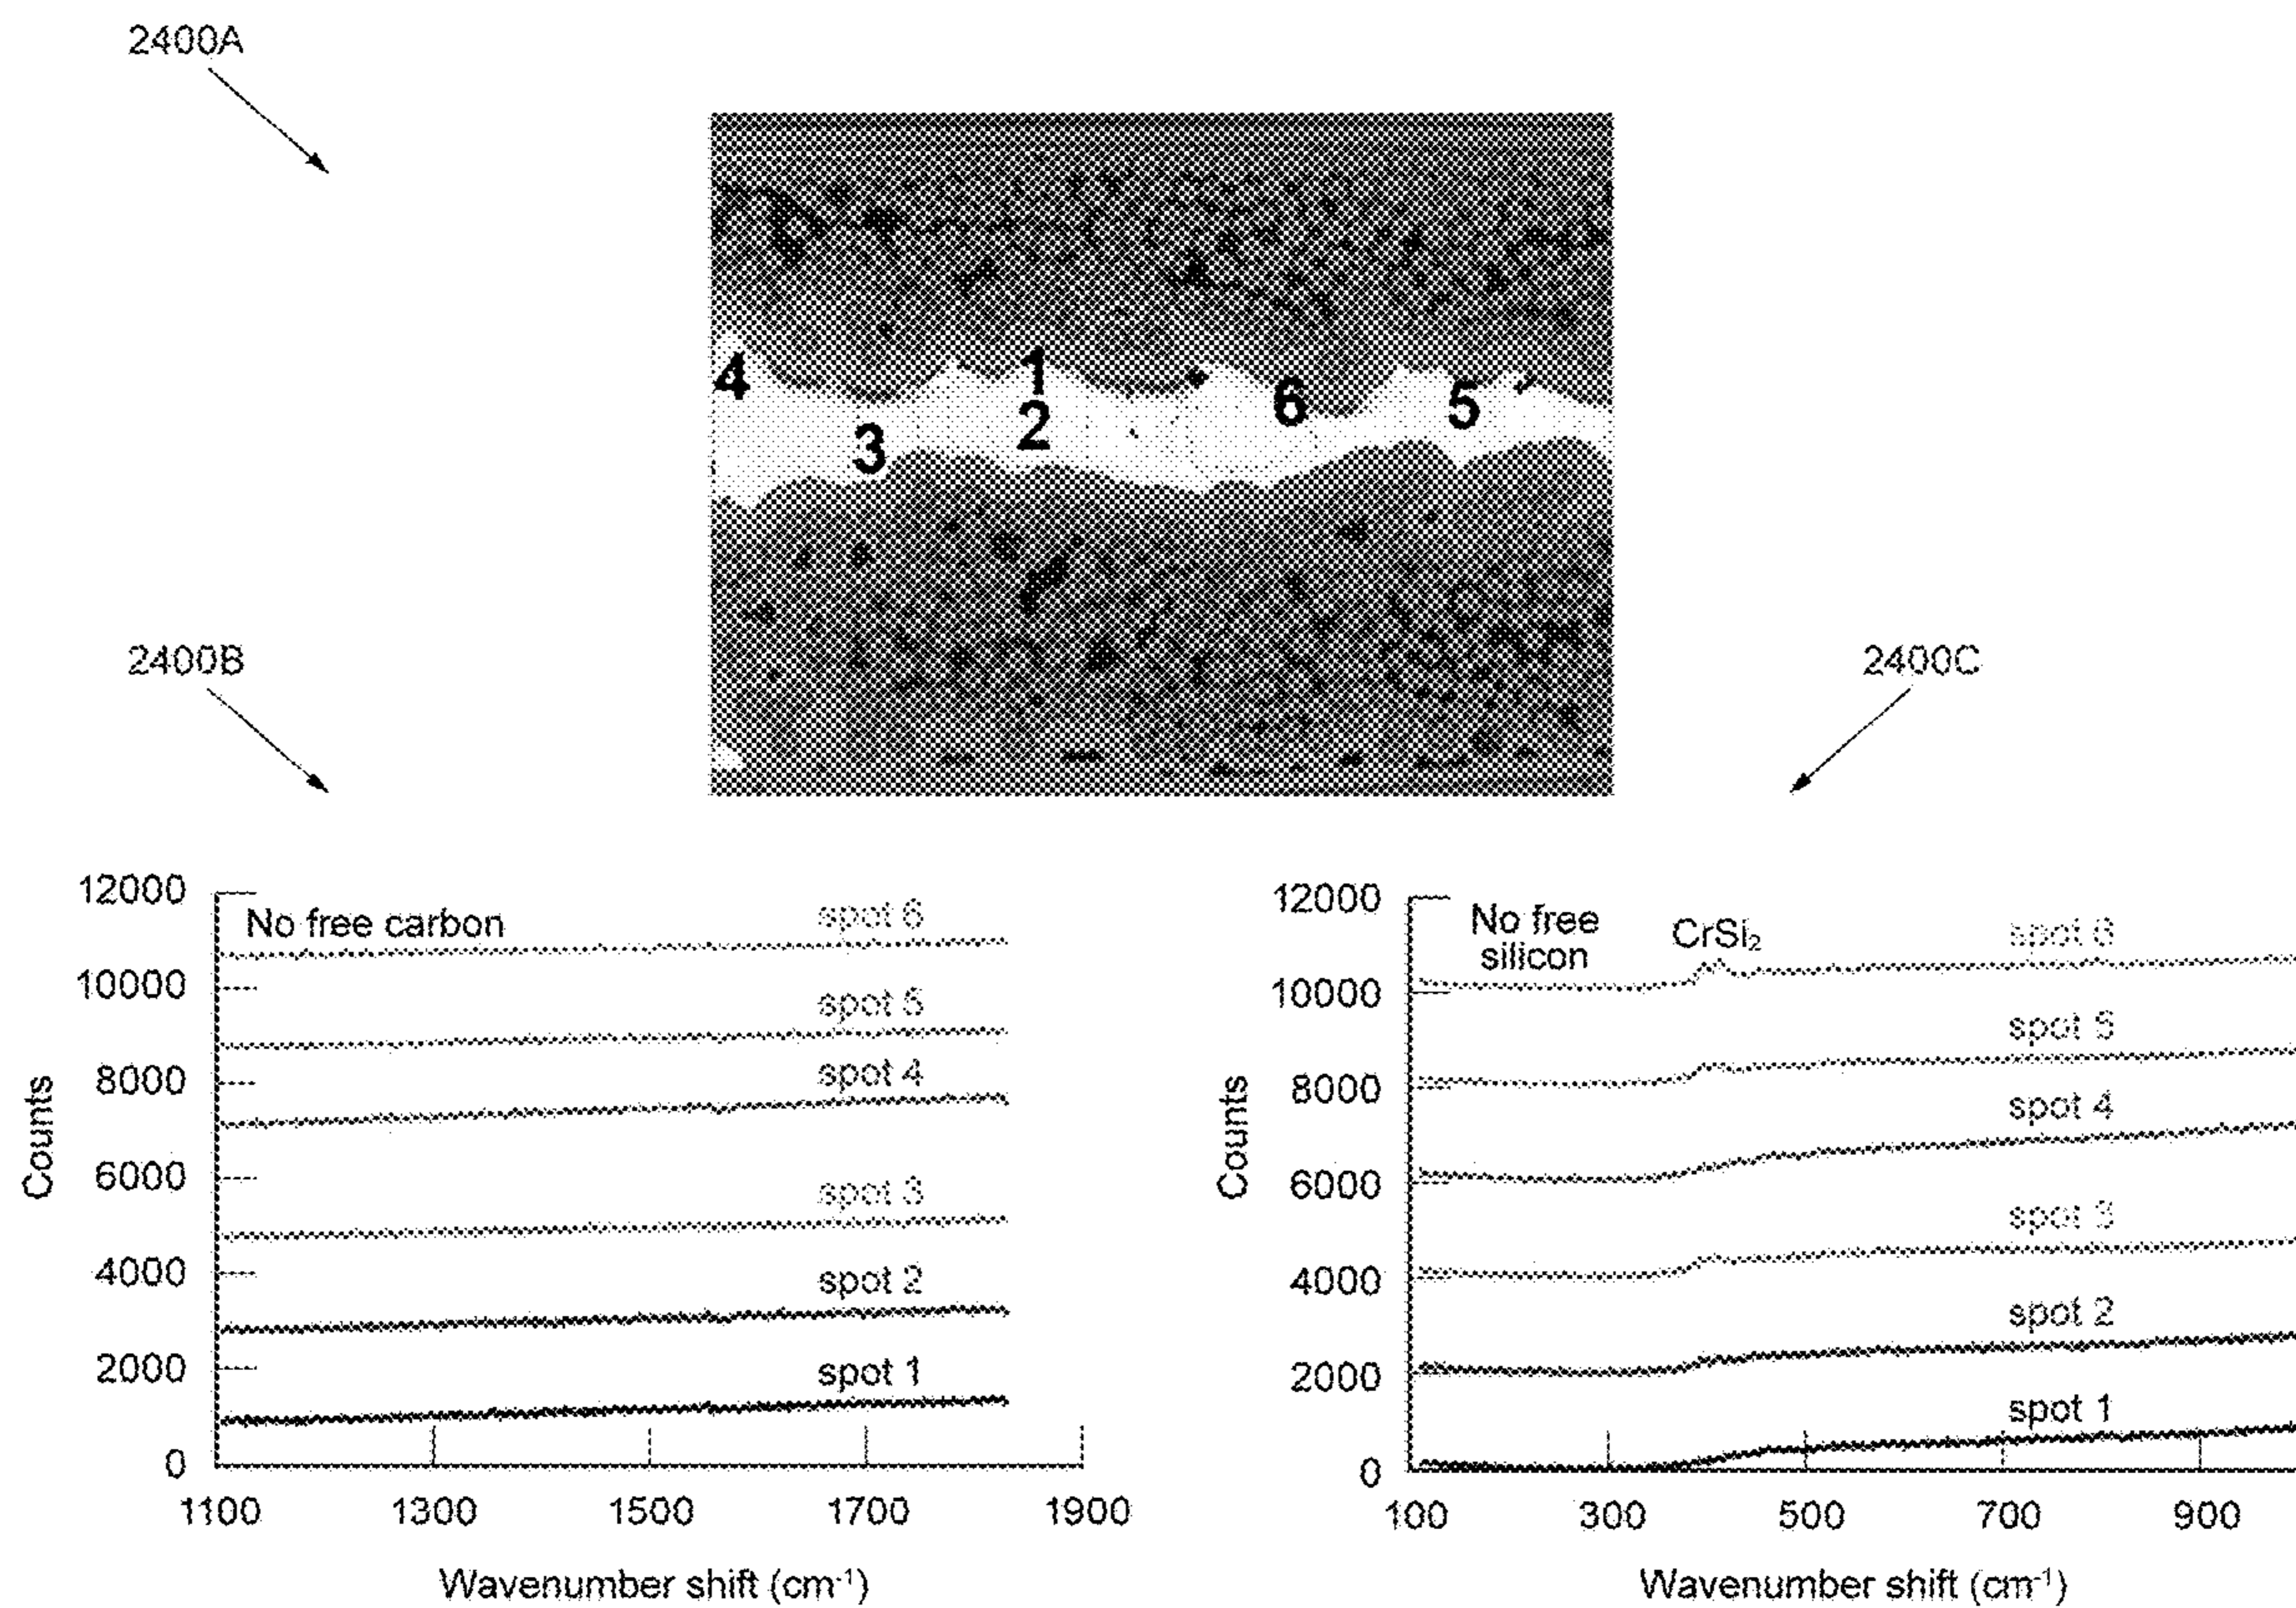 2400A
4
1
6
5
2
3
2400B
2400C
12000
10000
8000
6000
4000
2000
0
Counts
No free carbon
spot 6
spot 5
spot 4
spot 3
spot 2
spot 1
1100
1300
1500
1700
1900
Wavenumber shift (cm⁻¹)
12000
10000
8000
6000
4000
2000
0
Counts
No free
silicon
CrSi₂
spot 6
spot 5
spot 4
spot 3
spot 2
spot 1
100
300
500
700
900
Wavenumber shift (cm⁻¹)